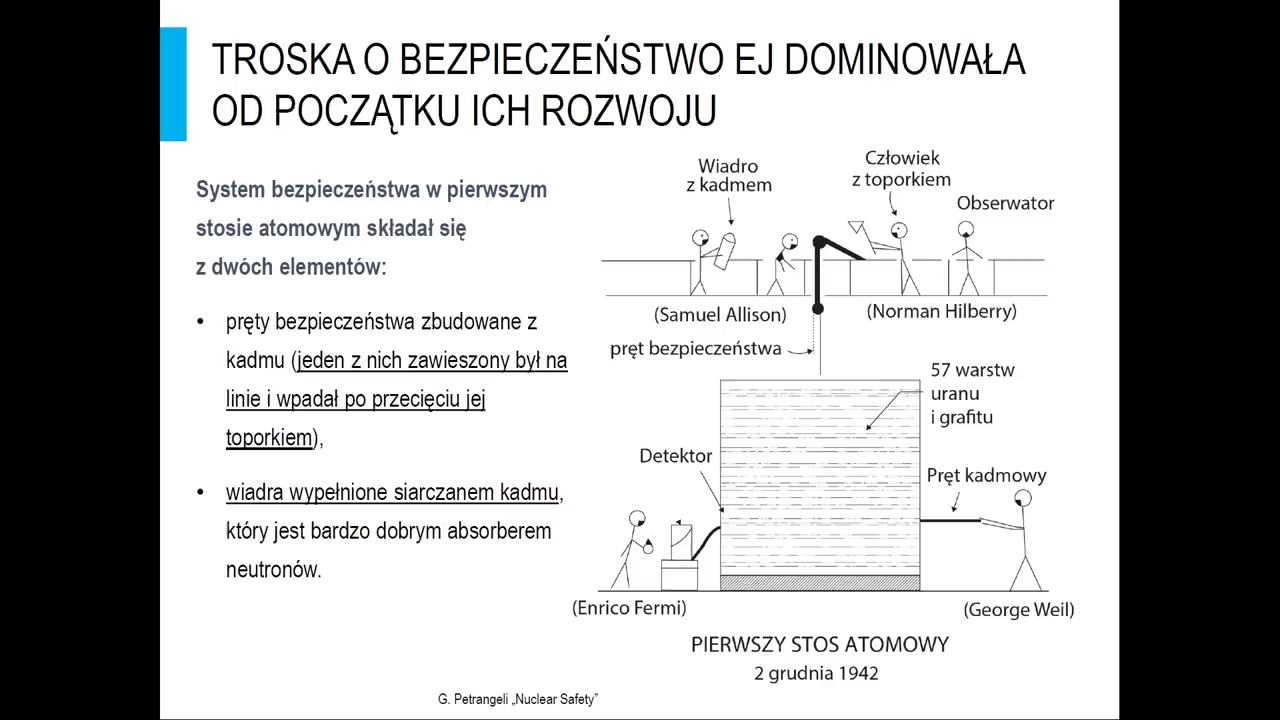 TROSKA O BEZPIECZEŃSTWO EJ DOMINOWAŁA
OD POCZĄTKU ICH ROZWOJU
System bezpieczeństwa w pierwszym
stosie atomowym składał się
z dwóch elementów:
• pręty bezpieczeństwa zbudowane z
kadmu (jeden z nich zawieszony był na
linie i wpadał po przecięciu jej
toporkiem),
• wiadra wypełnione siarczanem kadmu,
który jest bardzo dobrym absorberem
neutronów.
Wiadro
z kadmem
Człowiek
z toporkiem
Obserwator
(Samuel Allison)
(Norman Hilberry)
pręt bezpieczeństwa
57 warstw
uranu
i grafitu
Detektor
Pręt kadmowy
(Enrico Fermi)
(George Weil)
PIERWSZY STOS ATOMOWY
2 grudnia 1942
G. Petrangeli „Nuclear Safety”